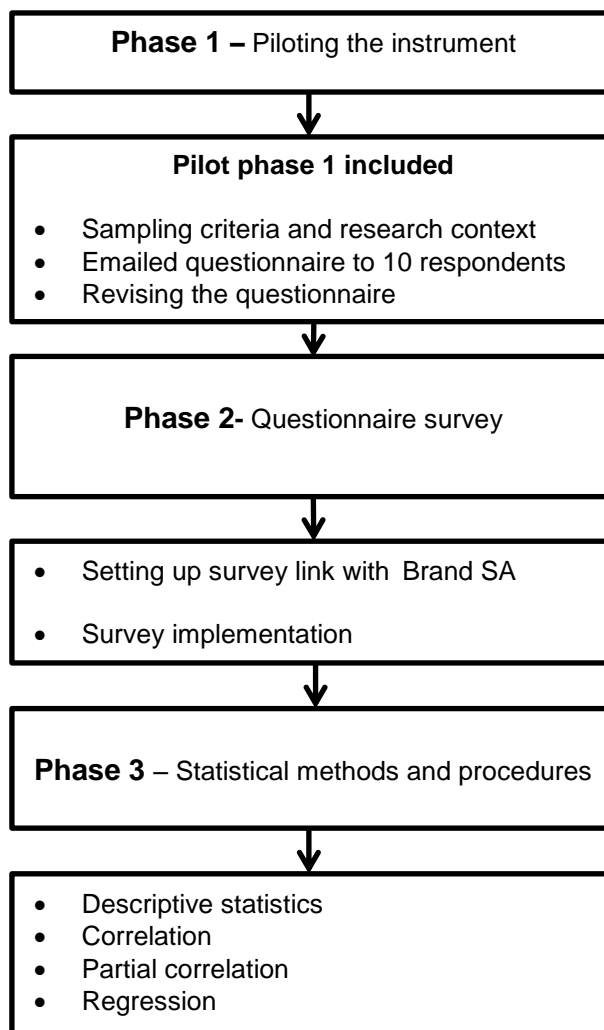 Phase 1 – Piloting the instrument
Pilot phase 1 included
• Sampling criteria and research context
• Emailed questionnaire to 10 respondents
• Revising the questionnaire
Phase 2- Questionnaire survey
• Setting up survey link with Brand SA
• Survey implementation
Phase 3 – Statistical methods and procedures
• Descriptive statistics
• Correlation
• Partial correlation
• Regression